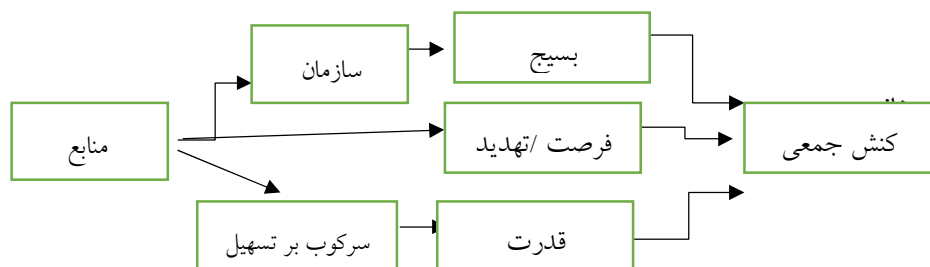 بسیج
سازمان
منابع
فرصت /تهدید
کنش جمعی
سرکوب بر تسهیل
قدرت